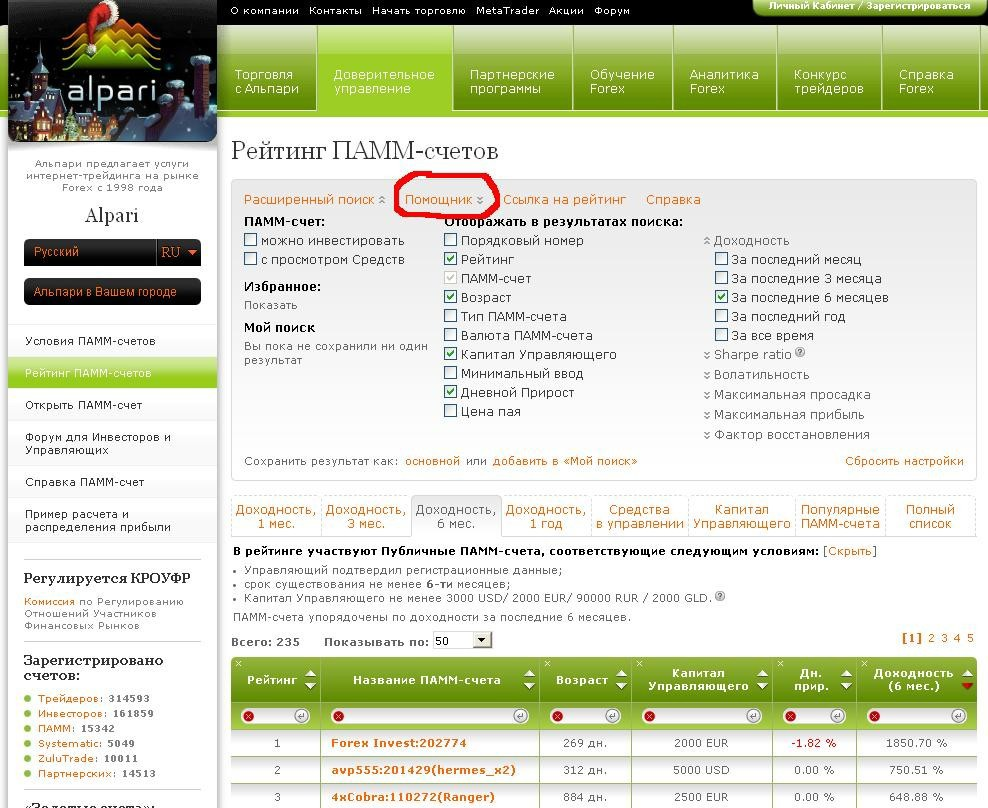 О компании Контакты Начать торговлю MetaTrader Акции Форум
Личный Кабинет / Зарегистрироваться
alpari
Торговля
с Альпари
Доверительное
управление
Партнерские
программы
Обучение
Forex
Аналитика
Forex
Конкурс
трейдеров
Справка
Forex
Альпари предлагает услуги
интернет-трейдинга на рынке
Forex с 1998 года
Alpari
Русский RU
Альпари в Вашем городе
Условия ПАММ-счетов
Рейтинг ПАММ-счетов
Открыть ПАММ-счет
Форум для Инвесторов и
Управляющих
Справка ПАММ-счет
Пример расчета и
распределения прибыли
Регулируется КРОУФР
Комиссия по Регулированию
Отношений Участников
Финансовых Рынков
Зарегистрировано
счетов:
Трейдеров: 314593
Инвесторов: 161859
ПАММ: 15342
Systematic: 5049
ZuluTrade: 10011
Партнерских: 14513
«Золотые счета»:
Рейтинг ПАММ-счетов
Расширенный поиск Помощник Ссылка на рейтинг Справка
ПАММ-счет:
можно инвестировать
с просмотром Средств
Избранное:
Показать
Мой поиск
Вы пока не сохранили ни один
результат
Отображать в результатах поиска:
Порядковый номер
Рейтинг
ПАММ-счет
Возраст
Тип ПАММ-счета
Валюта ПАММ-счета
Капитал Управляющего
Минимальный ввод
Дневной Прирост
Цена пая
Доходность
За последний месяц
За последние 3 месяца
За последние 6 месяцев
За последний год
За все время
Sharpe ratio ?
Волатильность
Максимальная просадка
Максимальная прибыль
Фактор восстановления
Сохранить результат как: основной или добавить в «Мой поиск»
Сбросить настройки
Доходность,
1 мес.
Доходность,
3 мес.
Доходность,
6 мес.
Доходность,
1 год
Средства
в управлении
Капитал
Управляющего
Популярные
ПАММ-счета
Полный
список
В рейтинге участвуют Публичные ПАММ-счета, соответствующие следующим условиям: [Скрыть]
Управляющий подтвердил регистрационные данные;
срок существования не менее 6-ти месяцев;
Капитал Управляющего не менее 3000 USD/ 2000 EUR/ 90000 RUR / 2000 GLD. ?
ПАММ-счета упорядочены по доходности за последние 6 месяцев.
Всего: 235 Показывать по: 50
[1] 2 3 4 5
Рейтинг
Название ПАММ-счета
Возраст
Капитал
Управляющего
Дн.
прир.
Доходность
(6 мес.)
1 Forex Invest:202774 269 дн. 2000 EUR -1.82 % 1850.70 %
2 avp555:201429(hermes_x2) 312 дн. 5000 USD 0.00 % 750.51 %
3 4xCobra:110272(Ranger) 884 дн. 2500 EUR 0.00 % 648.88 %